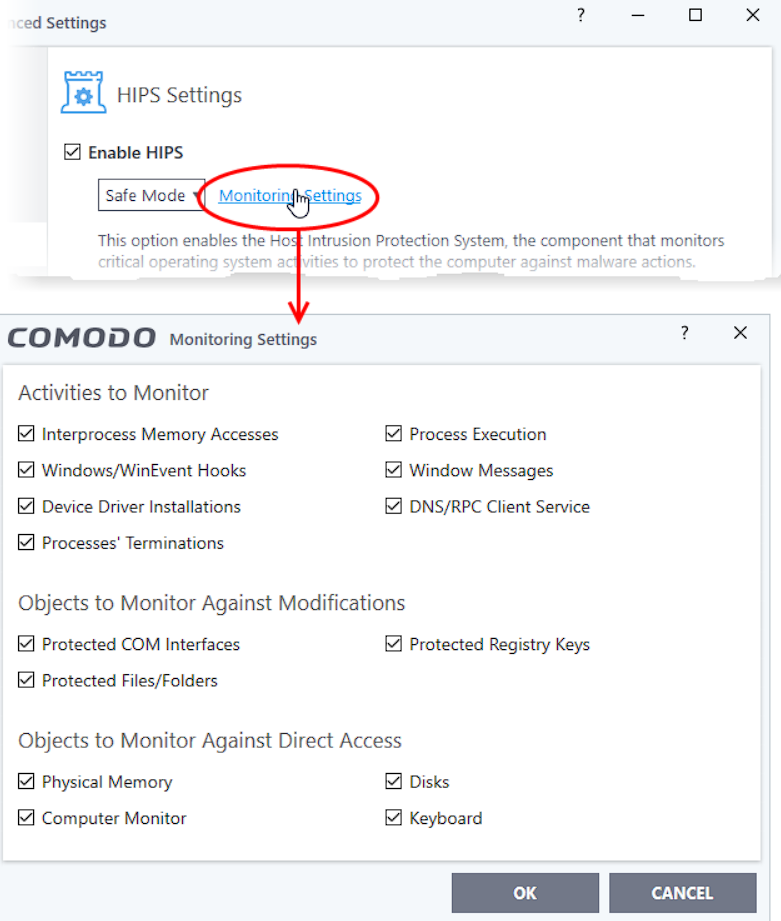 nced Settings
?
HIPS Settings
Enable HIPS
Safe Mode Monitoring Settings
This option enables the Host Intrusion Protection System, the component that monitors
critical operating system activities to protect the computer against malware actions.
COMODO Monitoring Settings ?
Activities to Monitor
Interprocess Memory Accesses Process Execution
Windows/WinEvent Hooks Window Messages
Device Driver Installations DNS/RPC Client Service
Processes' Terminations
Objects to Monitor Against Modifications
Protected COM Interfaces Protected Registry Keys
Protected Files/Folders
Objects to Monitor Against Direct Access
Physical Memory Disks
Computer Monitor Keyboard
OK CANCEL